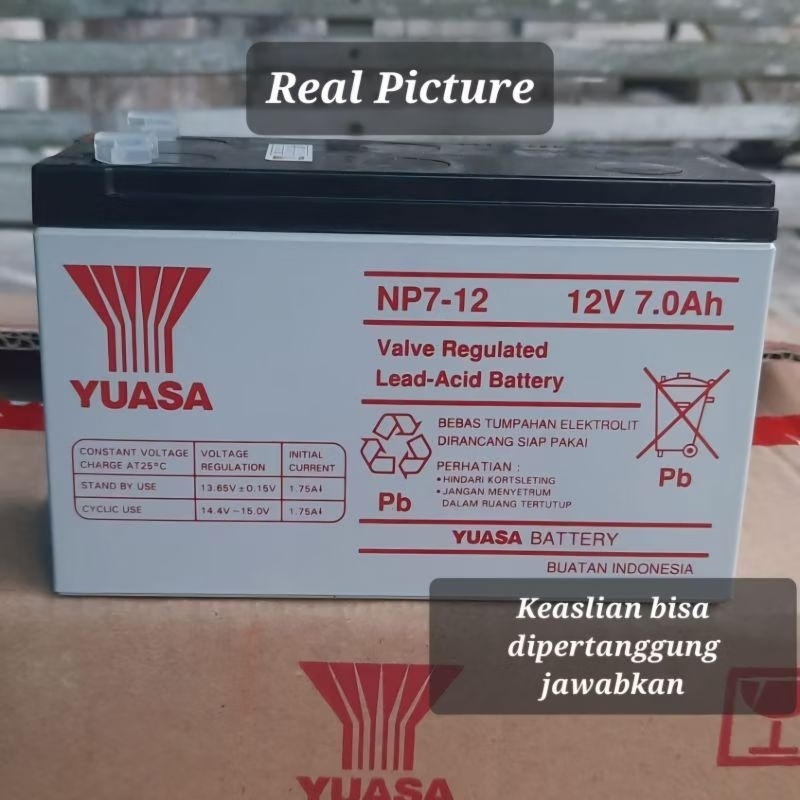 Real Picture
YUASA
NP7-12 12V 7.0Ah
Valve Regulated
Lead-Acid Battery
CONSTANT VOLTAGE CHARGE AT25°C VOLTAGE REGULATION INITIAL CURRENT
STAND BY USE 13.65V±0.15V 1.75A↓
CYCLIC USE 14.4V~15.0V 1.75A↓
Pb
BEBAS TUMPAHAN ELEKTROLIT
DIRANCANG SIAP PAKAI
PERHATIAN :
• HINDARI KORTSLETING
• JANGAN MENYETRUM
DALAM RUANG TERTUTUP
Pb
YUASA BATTERY
BUATAN INDONESIA
Keaslian bisa
dipertanggung
jawabkan
YUASA